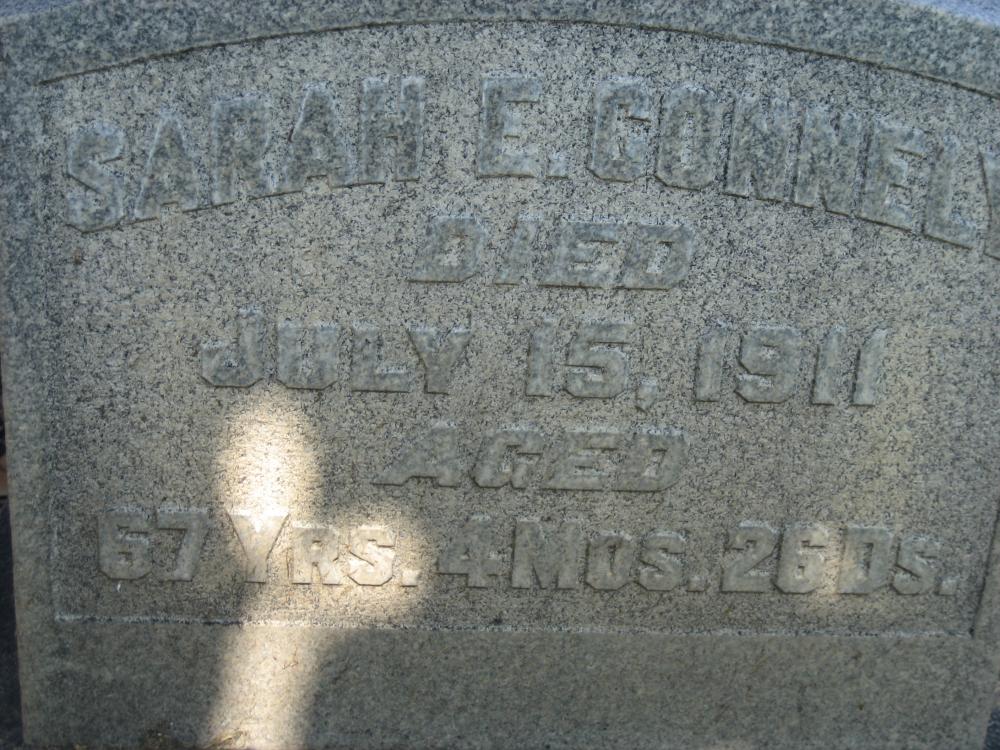 SARAH E. CONNELY
DIED
JULY 15, 1911
AGED
67 YRS. 4 MOS. 26 DS.